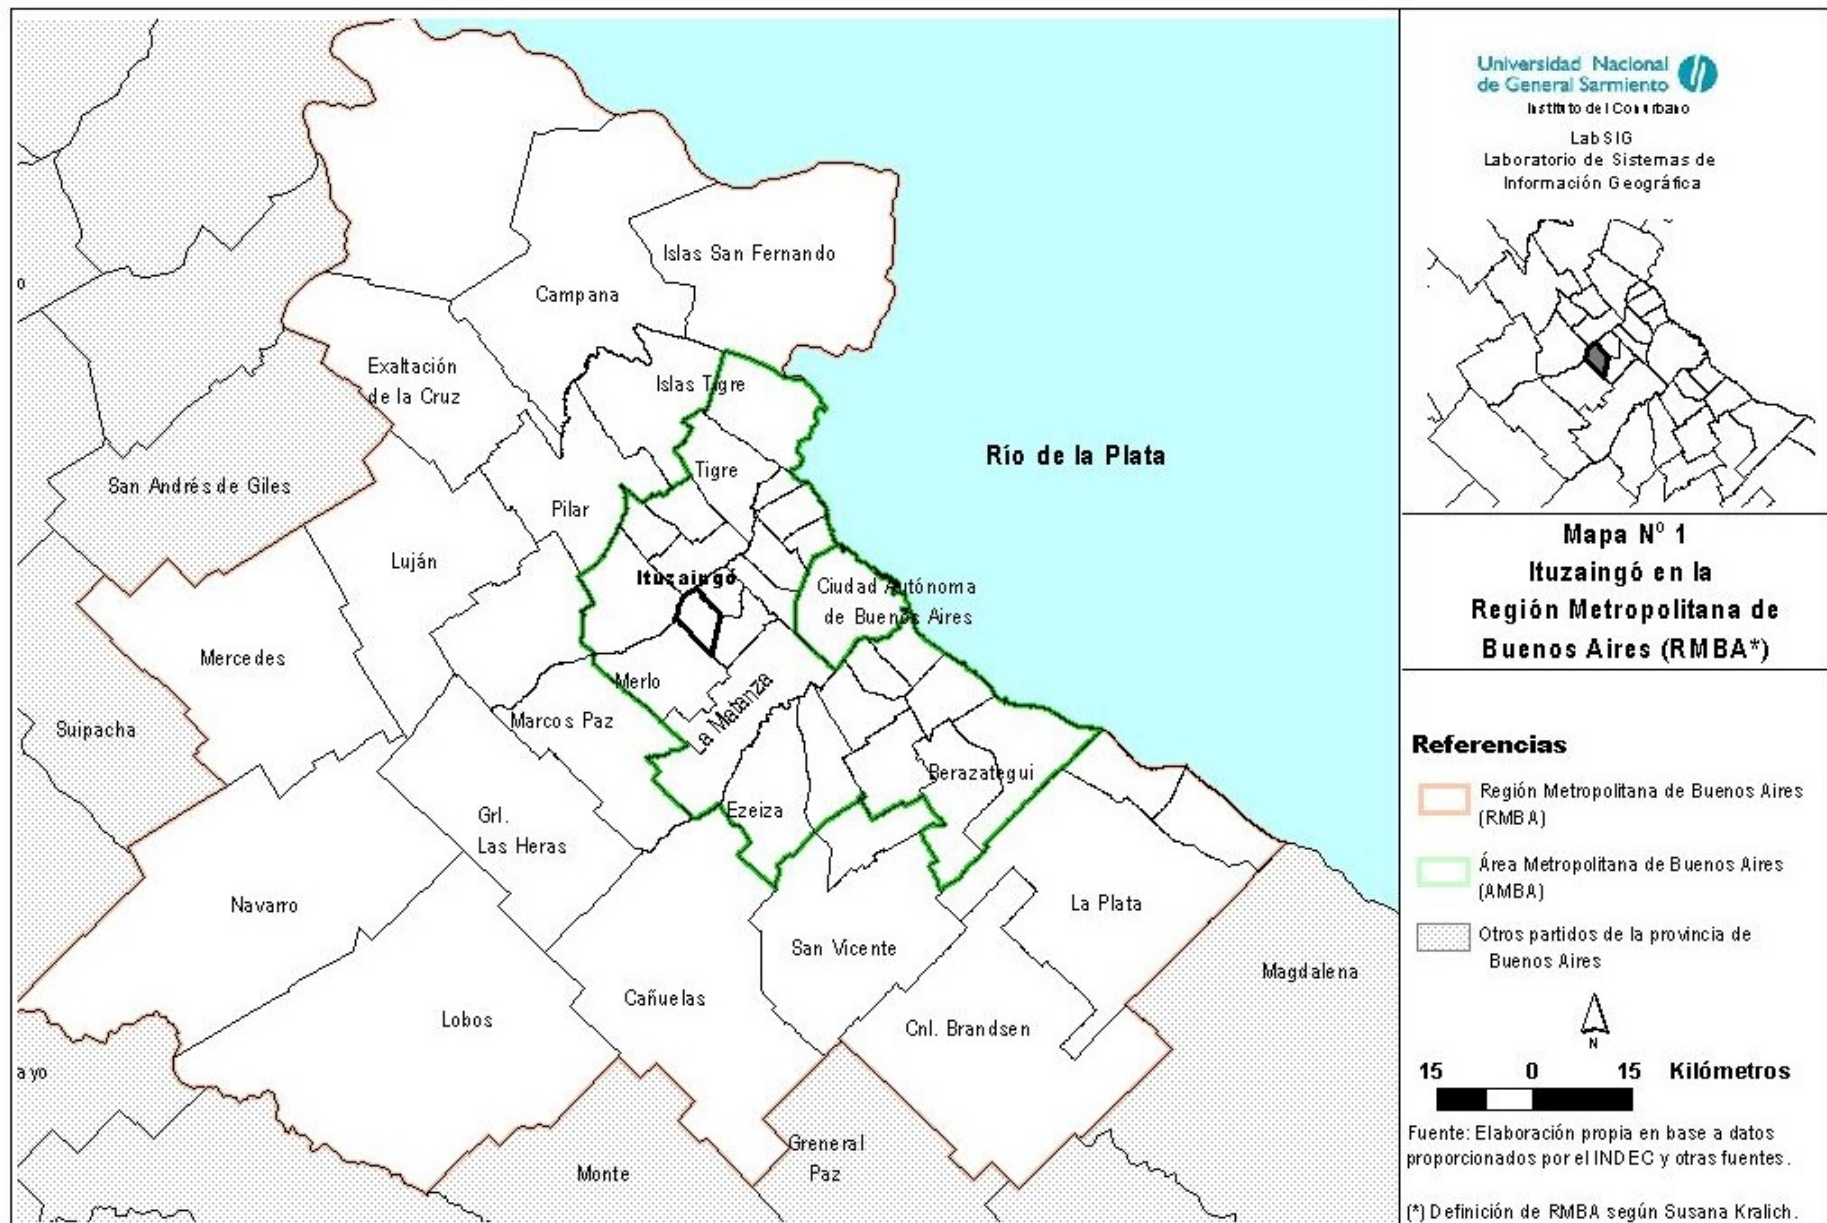 Universidad Nacional
de General Sarmiento
Instituto del Conurbano
LabSIG
Laboratorio de Sistemas de
Información Geográfica
Mapa Nº 1
Ituzaingó en la
Región Metropolitana de
Buenos Aires (RMBA*)
Referencias
Región Metropolitana de Buenos Aires
(RMBA)
Área Metropolitana de Buenos Aires
(AMBA)
Otros partidos de la provincia de
Buenos Aires
N
15 0 15 Kilómetros
Fuente: Elaboración propia en base a datos
proporcionados por el INDEC y otras fuentes.
(*) Definición de RMBA según Susana Kralich.
Islas San Fernando
o
Campana
Exaltación
de la Cruz
Islas Tigre
Río de la Plata
Tigre
San Andrés de Giles
Pilar
Luján
Ituzaingó
Ciudad Autónoma
de Buenos Aires
Mercedes
Merlo
La Matanza
Marcos Paz
Suipacha
Berazategui
Ezeiza
Grl.
Las Heras
Navarro
La Plata
San Vicente
Magdalena
Cañuelas
Lobos
Cnl. Brandsen
ayo
Greneral
Paz
Monte